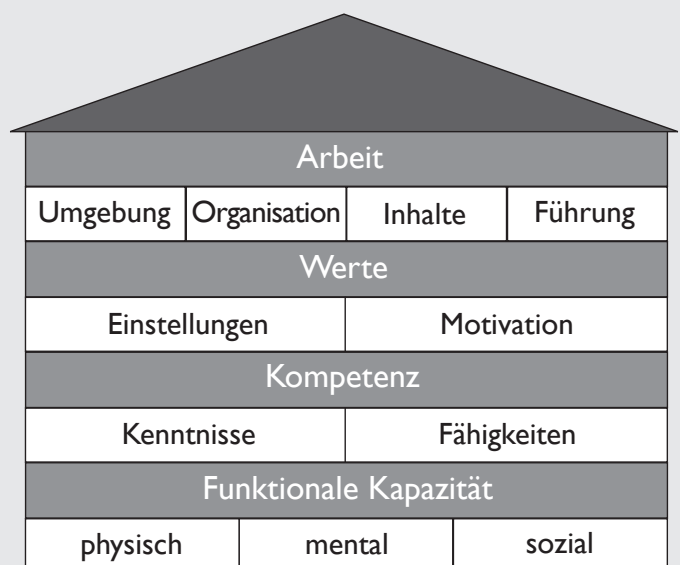 Arbeit
Umgebung Organisation Inhalte Führung
Werte
Einstellungen Motivation
Kompetenz
Kenntnisse Fähigkeiten
Funktionale Kapazität
physisch mental sozial